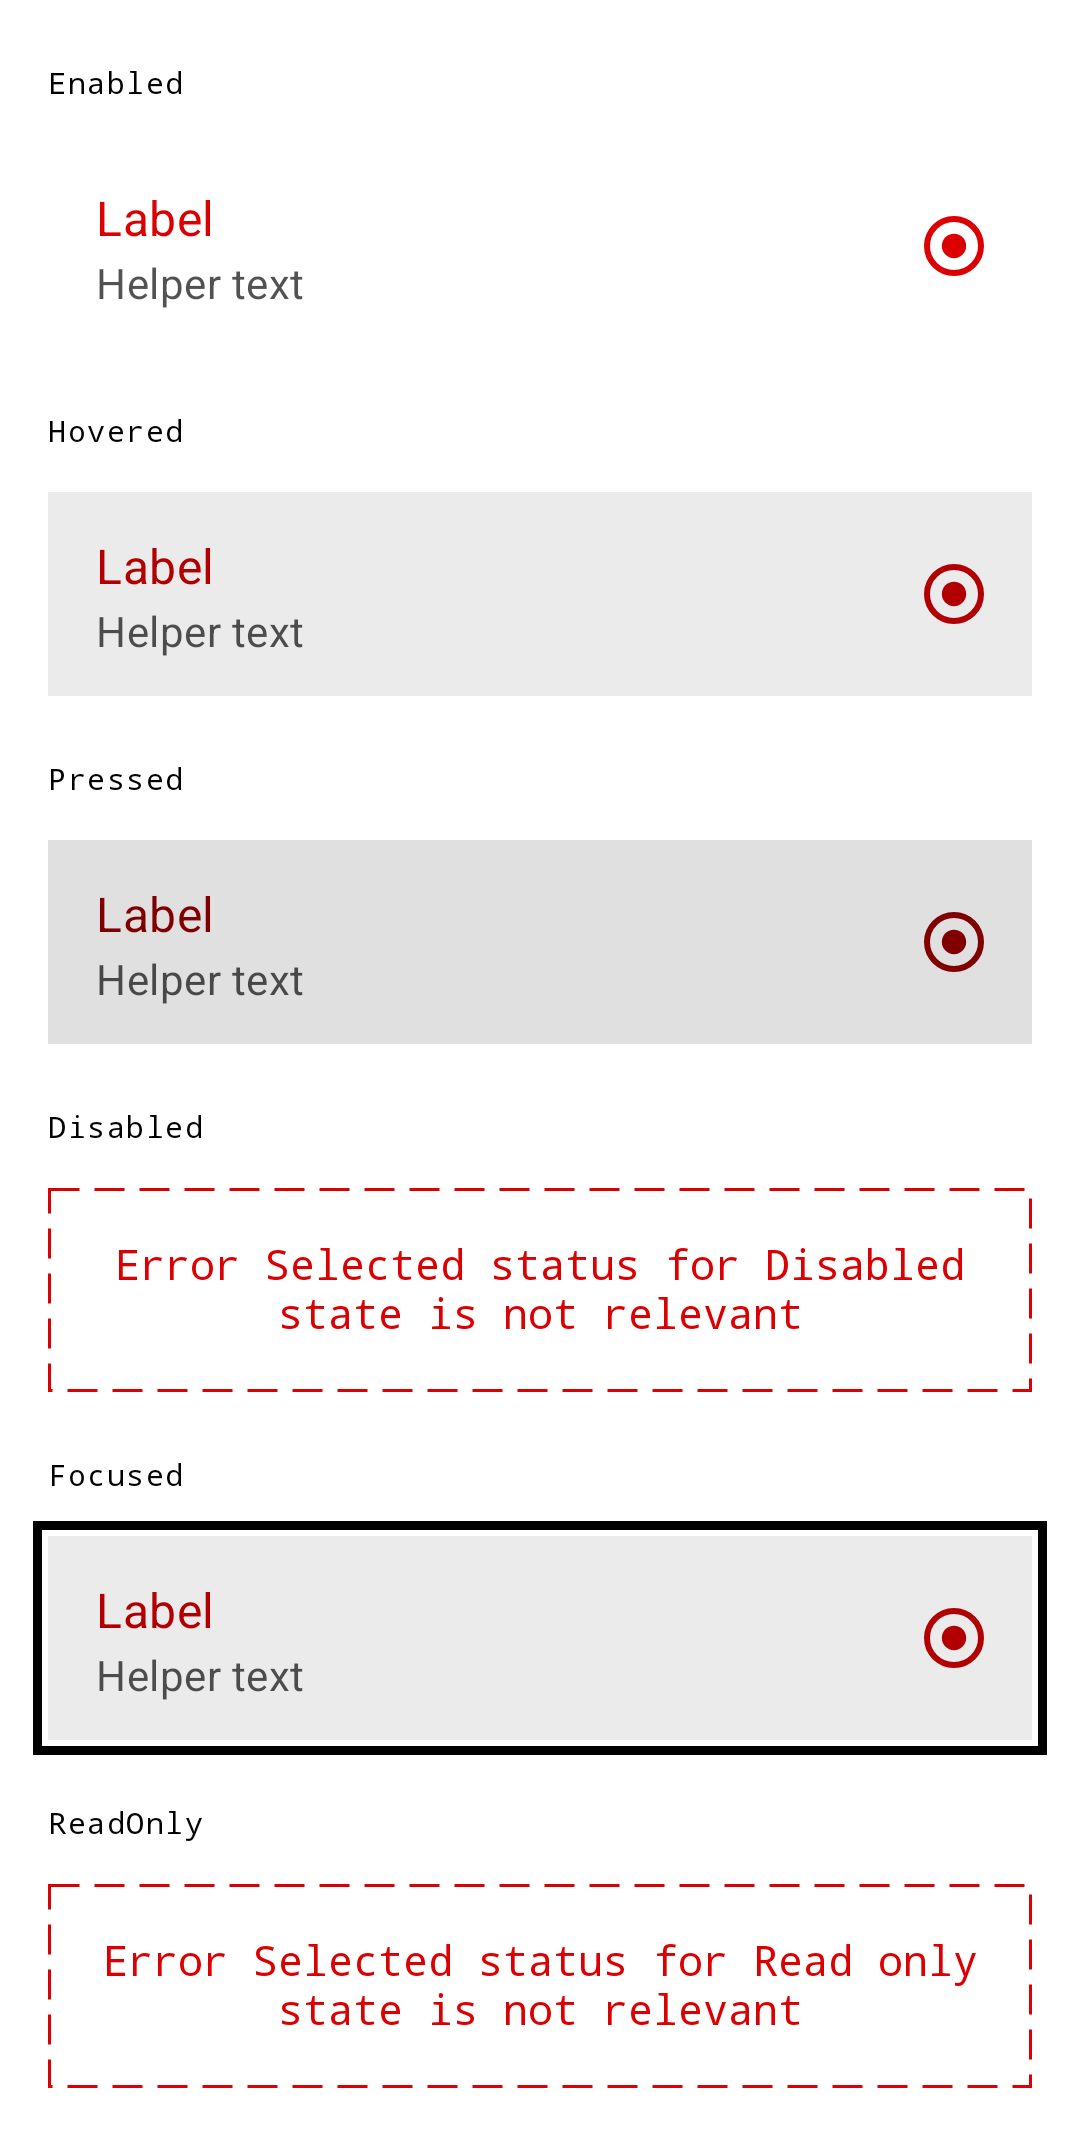 Enabled
Label
Helper text
Hovered
Label
Helper text
Pressed
Label
Helper text
Disabled
Error Selected status for Disabled
state is not relevant
Focused
Label
Helper text
ReadOnly
Error Selected status for Read only
state is not relevant